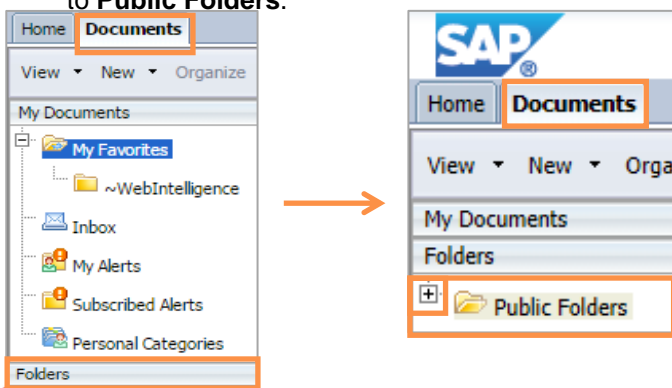 to Public Folders.
Home Documents
View New Organize
My Documents
My Favorites
~WebIntelligence
Inbox
My Alerts
Subscribed Alerts
Personal Categories
Folders
SAP®
Home Documents
View New Orga
My Documents
Folders
Public Folders